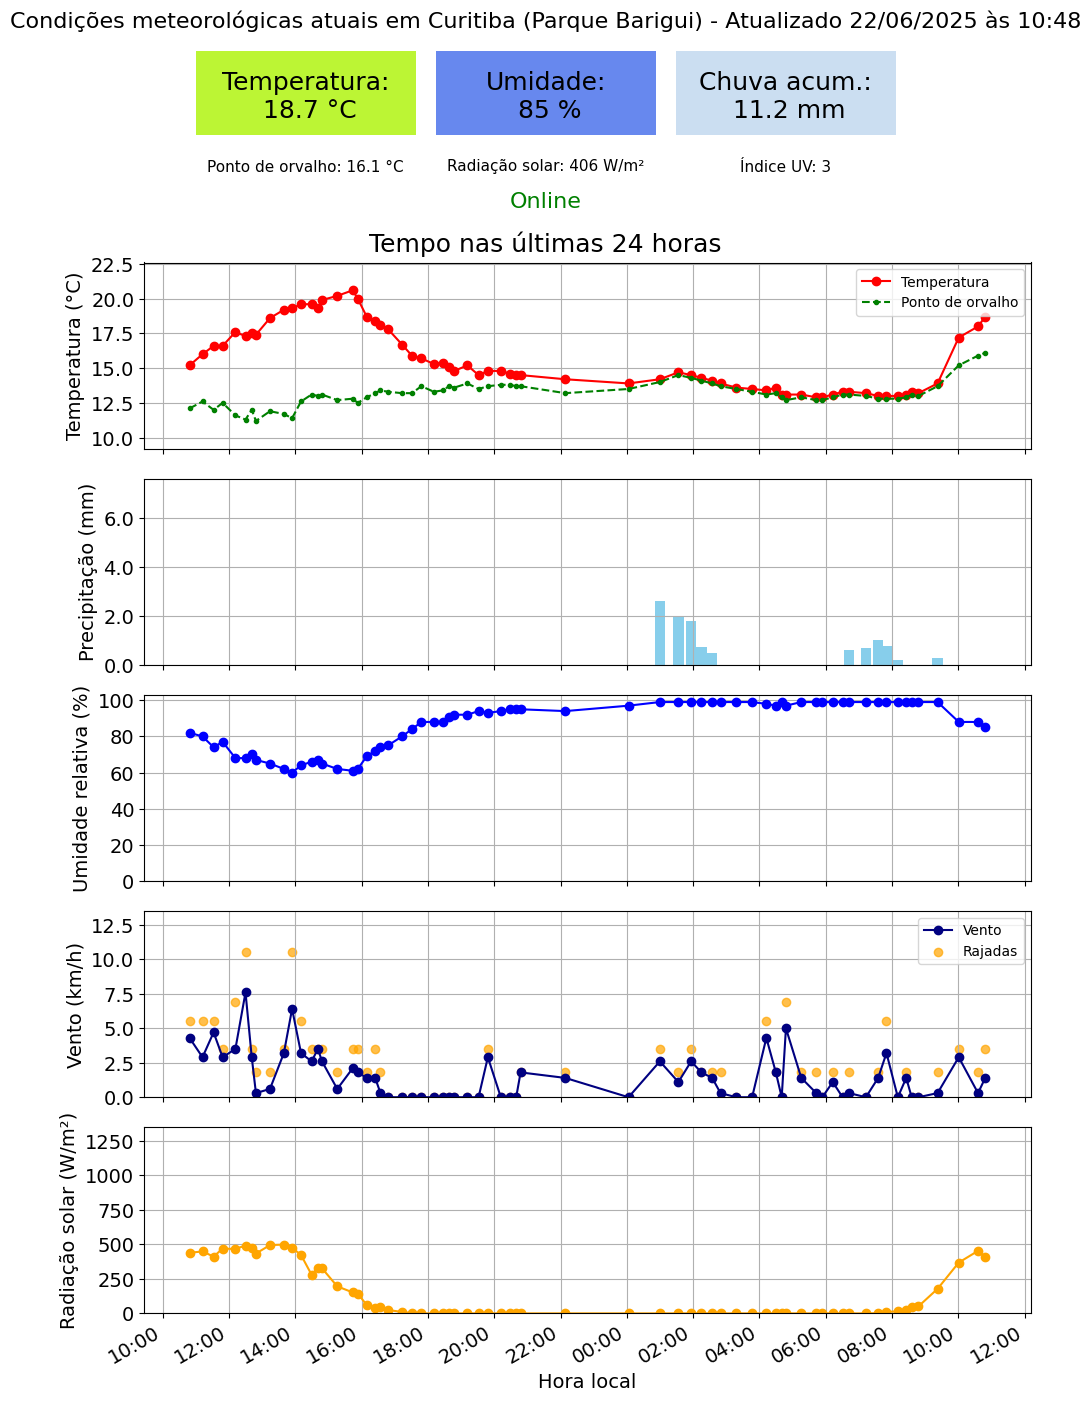 Condições meteorológicas atuais em Curitiba (Parque Barigui) - Atualizado 22/06/2025 às 10:48
Temperatura:
18.7 °C
Umidade:
85 %
Chuva acum.:
11.2 mm
Ponto de orvalho: 16.1 °C
Radiação solar: 406 W/m²
Índice UV: 3
Online
Tempo nas últimas 24 horas
Temperatura (°C)
22.5
20.0
17.5
15.0
12.5
10.0
Temperatura
Ponto de orvalho
Precipitação (mm)
6.0
4.0
2.0
0.0
Umidade relativa (%)
100
80
60
40
20
0
Vento (km/h)
12.5
10.0
7.5
5.0
2.5
0.0
Vento
Rajadas
Radiação solar (W/m²)
1250
1000
750
500
250
0
10:00
12:00
14:00
16:00
18:00
20:00
22:00
00:00
02:00
04:00
06:00
08:00
10:00
12:00
Hora local